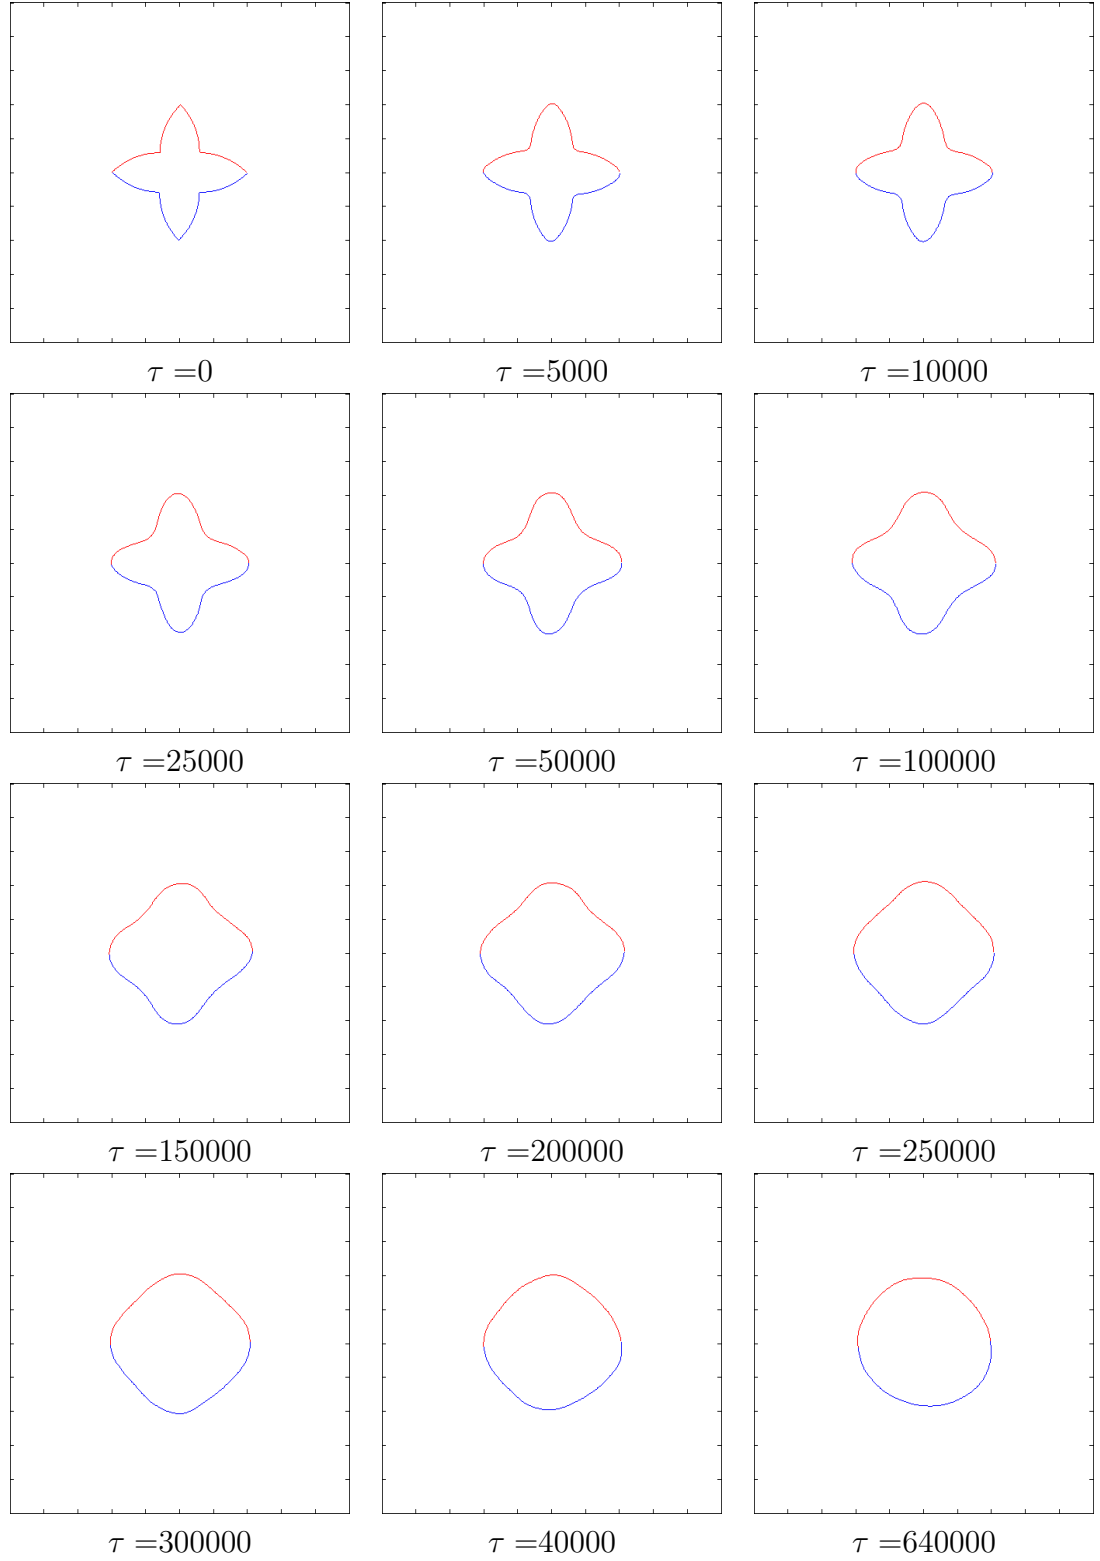 τ =0 τ =5000 τ =10000
τ =25000 τ =50000 τ =100000
τ =150000 τ =200000 τ =250000
τ =300000 τ =40000 τ =640000